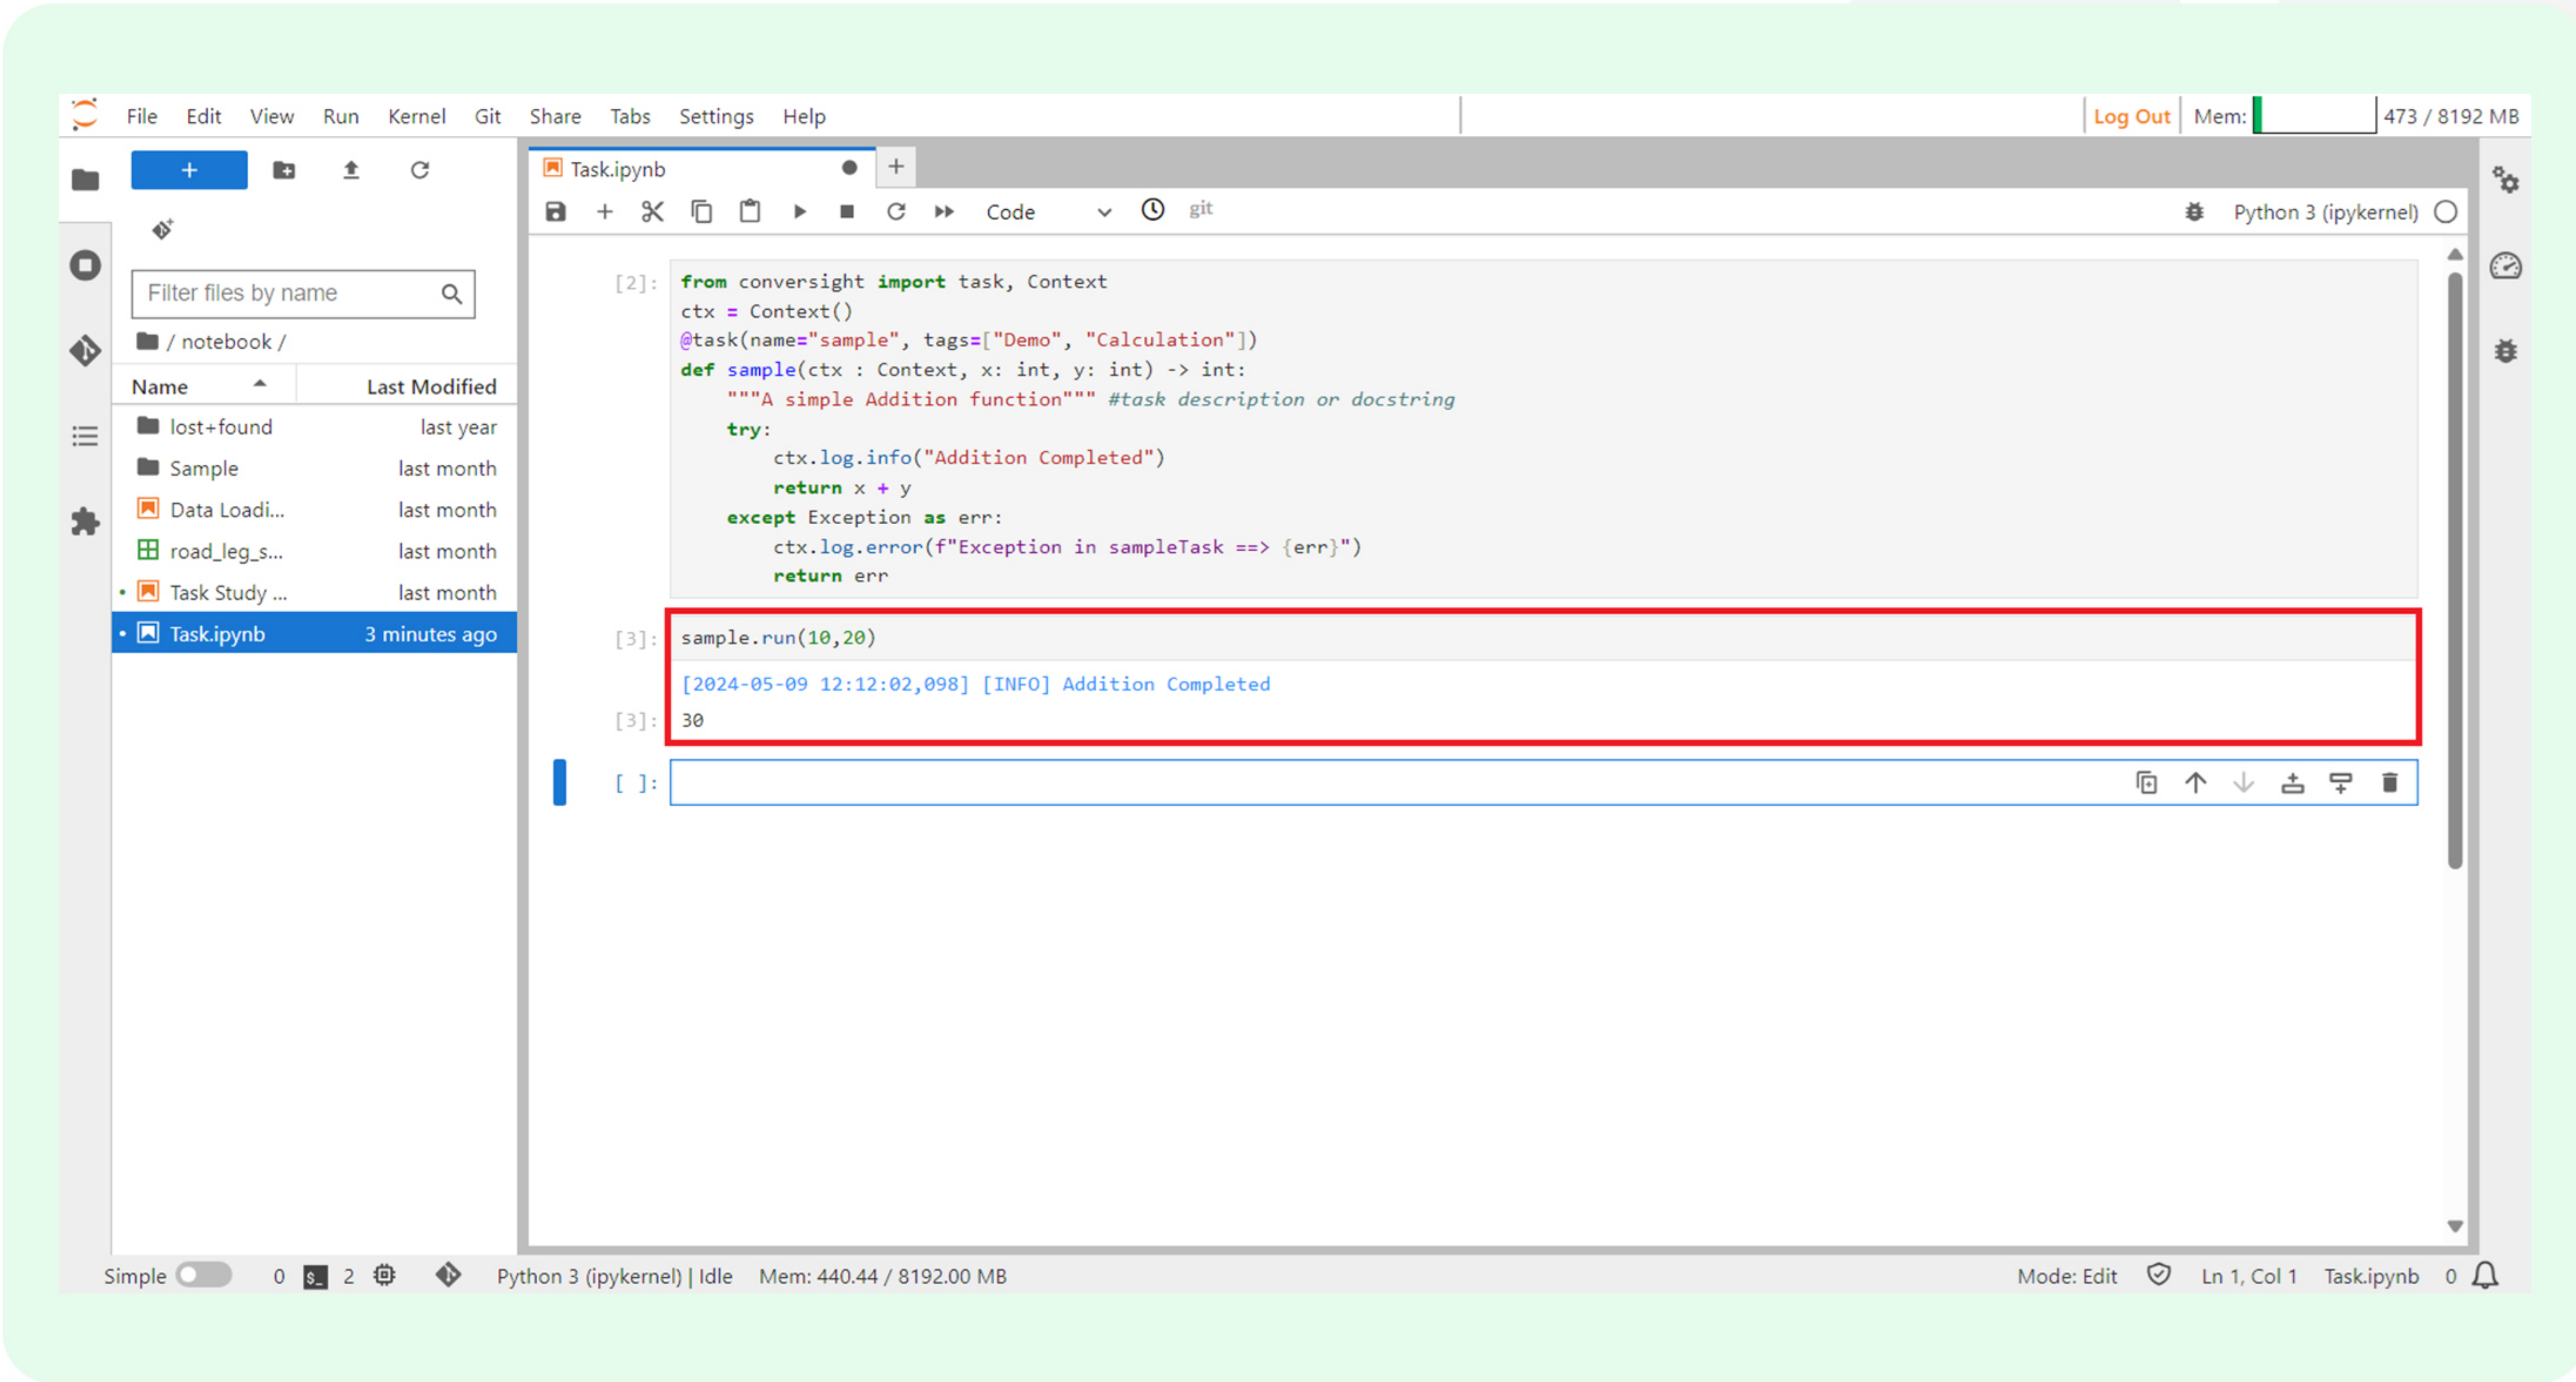 File Edit View Run Kernel Git Share Tabs Settings Help Log Out Mem: 473 / 8192 MB
Task.ipynb
Code git Python 3 (ipykernel)
Filter files by name
/ notebook /
Name Last Modified
lost+found last year
Sample last month
Data Loadi... last month
road_leg_s... last month
Task Study ... last month
Task.ipynb 3 minutes ago
[2]: from conversight import task, Context
ctx = Context()
@task(name="sample", tags=["Demo", "Calculation"])
def sample(ctx : Context, x: int, y: int) -> int:
    """A simple Addition function""" #task description or docstring
    try:
        ctx.log.info("Addition Completed")
        return x + y
    except Exception as err:
        ctx.log.error(f"Exception in sampleTask ==> {err}")
        return err
[3]: sample.run(10,20)
[2024-05-09 12:12:02,098] [INFO] Addition Completed
[3]: 30
[ ]:
Simple 0 $_ 2 Python 3 (ipykernel) | Idle Mem: 440.44 / 8192.00 MB Mode: Edit Ln 1, Col 1 Task.ipynb 0